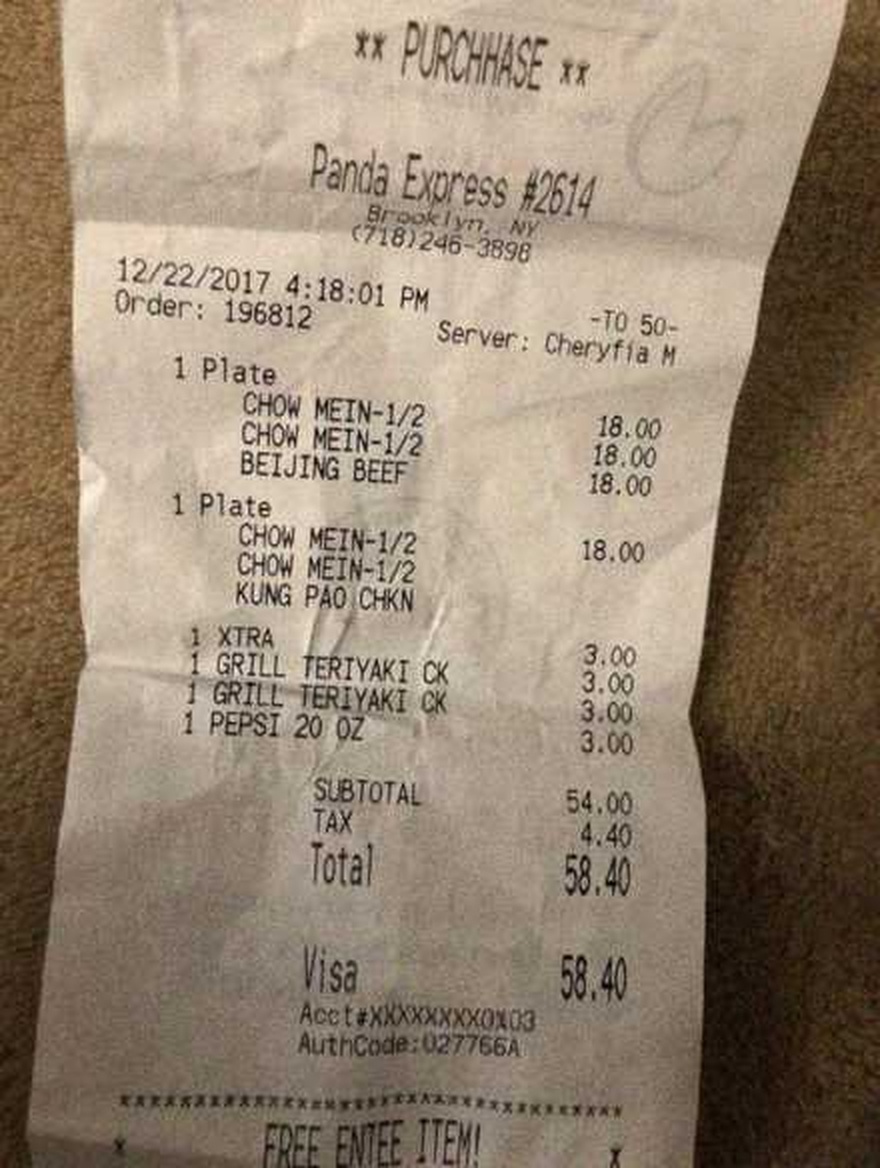 ** PURCHHASE **
Panda Express #2614
Brooklyn, NY
(718)246-3898
12/22/2017 4:18:01 PM
-TO 50-
Order: 196812
Server: Cheryfia M
1 Plate
CHOW MEIN-1/2 18.00
CHOW MEIN-1/2 18.00
BEIJING BEEF 18.00
1 Plate
CHOW MEIN-1/2 18.00
CHOW MEIN-1/2
KUNG PAO CHKN
1 XTRA 3.00
1 GRILL TERIYAKI CK 3.00
1 GRILL TERIYAKI CK 3.00
1 PEPSI 20 OZ 3.00
SUBTOTAL 54.00
TAX 4.40
Total 58.40
Visa 58.40
AuthCode:027766A
FREE ENTEE ITEM!